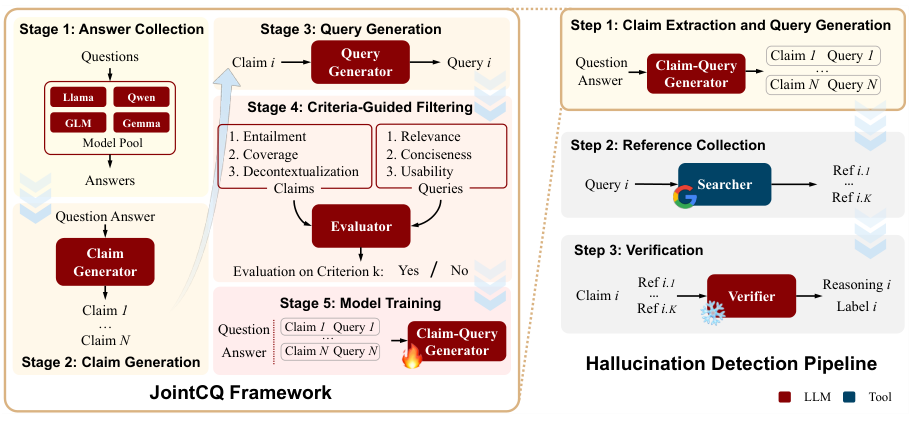 Stage 1: Answer Collection
Questions
Llama
Qwen
GLM
Gemma
Model Pool
Answers
Question Answer
Claim
Generator
Claim 1
...
Claim N
Stage 2: Claim Generation
Stage 3: Query Generation
Claim i
Query
Generator
Query i
Stage 4: Criteria-Guided Filtering
1. Entailment
2. Coverage
3. Decontextualization
Claims
1. Relevance
2. Conciseness
3. Usability
Queries
Evaluator
Evaluation on Criterion k: Yes / No
Stage 5: Model Training
Question
Answer
Claim 1 Query 1
...
Claim N Query N
Claim-Query
Generator
JointCQ Framework
Step 1: Claim Extraction and Query Generation
Question
Answer
Claim-Query
Generator
Claim 1 Query 1
...
Claim N Query N
Step 2: Reference Collection
Query i
G
Searcher
Ref i.1
...
Ref i.K
Step 3: Verification
Claim i
Ref i.1
...
Ref i.K
Verifier
Reasoning i
Label i
Hallucination Detection Pipeline
LLM
Tool